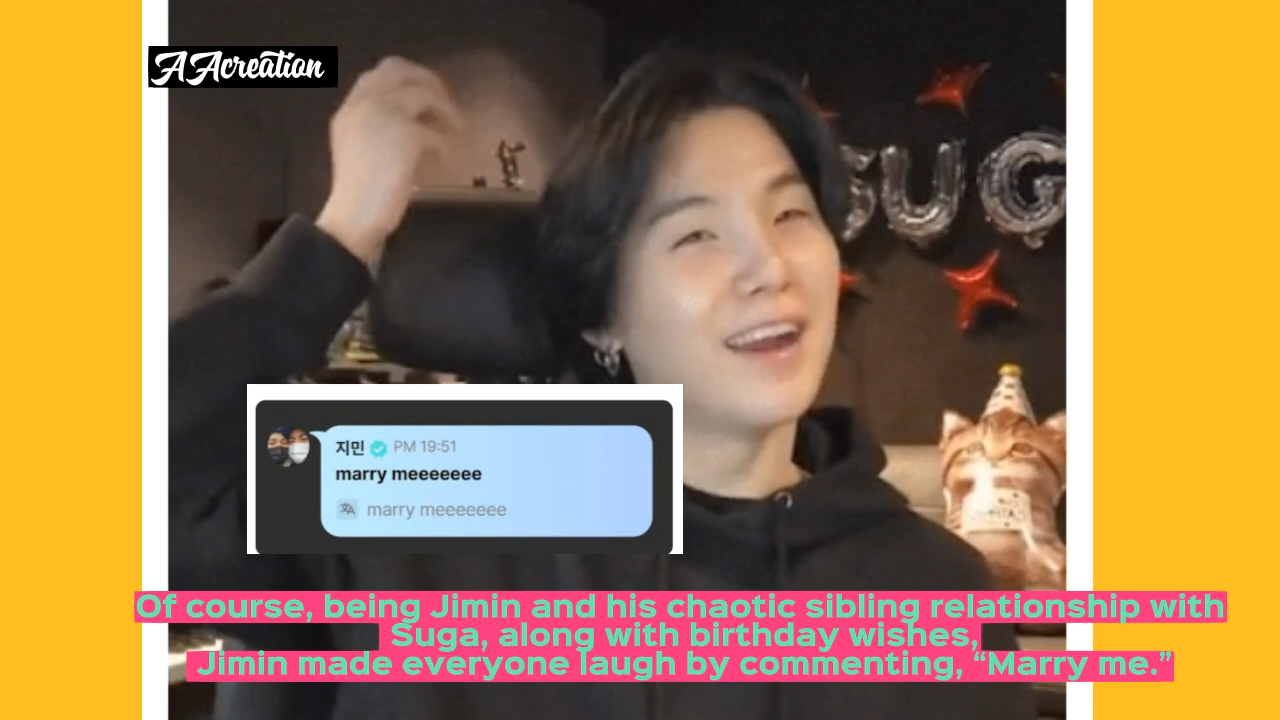 AAcreation
SUG
지민 PM 19:51
marry meeeeeee
marry meeeeeee
Of course, being Jimin and his chaotic sibling relationship with
Suga, along with birthday wishes,
Jimin made everyone laugh by commenting, “Marry me.”